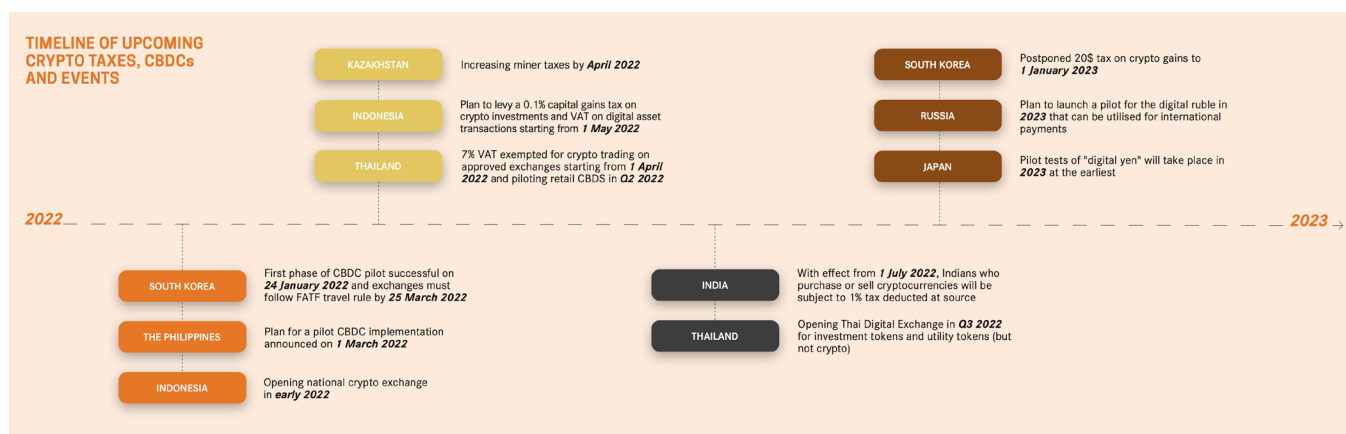 TIMELINE OF UPCOMING
CRYPTO TAXES, CBDCs
AND EVENTS
KAZAKHSTAN
Increasing miner taxes by April 2022
INDONESIA
Plan to levy a 0.1% capital gains tax on
crypto investments and VAT on digital asset
transactions starting from 1 May 2022
THAILAND
7% VAT exempted for crypto trading on
approved exchanges starting from 1 April
2022 and piloting retail CBDS in Q2 2022
SOUTH KOREA
Postponed 20$ tax on crypto gains to
1 January 2023
RUSSIA
Plan to launch a pilot for the digital ruble in
2023 that can be utilised for international
payments
JAPAN
Pilot tests of "digital yen" will take place in
2023 at the earliest
2022
2023
SOUTH KOREA
First phase of CBDC pilot successful on
24 January 2022 and exchanges must
follow FATF travel rule by 25 March 2022
THE PHILIPPINES
Plan for a pilot CBDC implementation
announced on 1 March 2022
INDONESIA
Opening national crypto exchange
in early 2022
INDIA
With effect from 1 July 2022, Indians who
purchase or sell cryptocurrencies will be
subject to 1% tax deducted at source
THAILAND
Opening Thai Digital Exchange in Q3 2022
for investment tokens and utility tokens (but
not crypto)